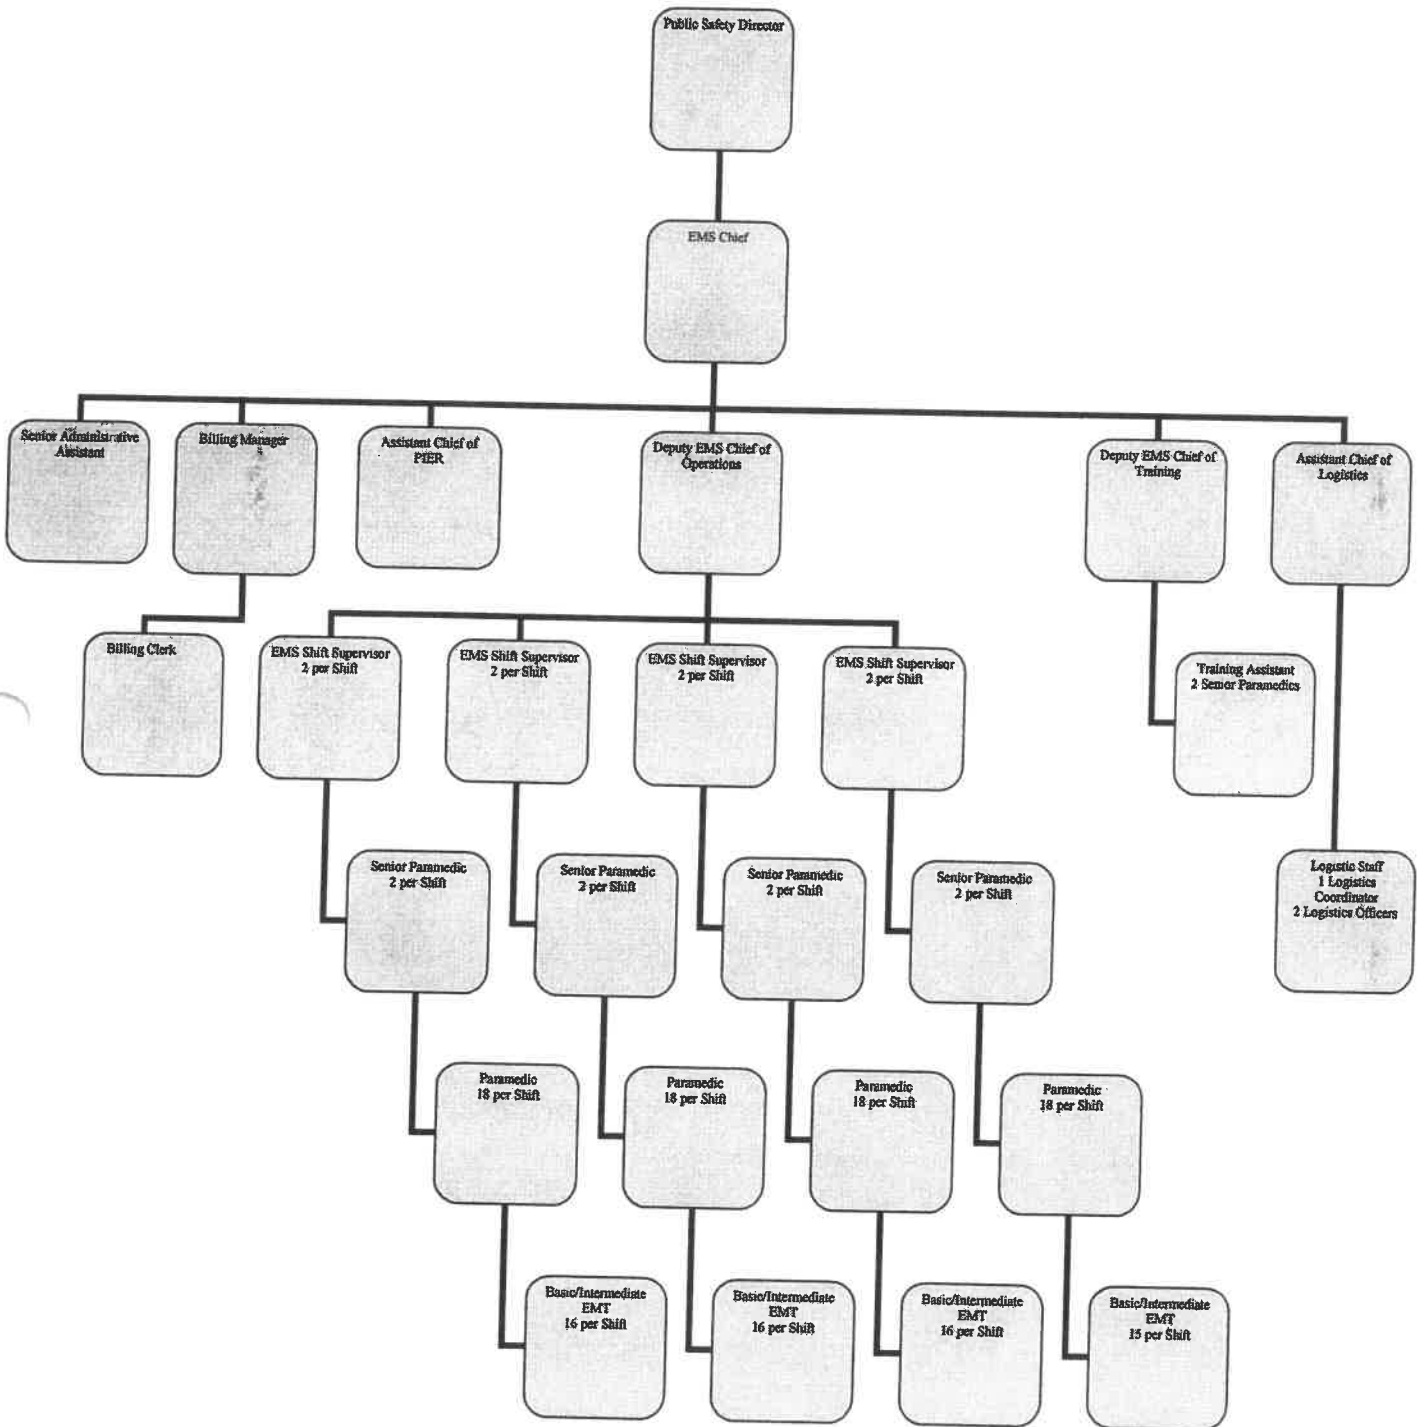 Public Safety Director
EMS Chief
Senior Administrative
Assistant
Billing Manager
Assistant Chief of
PIER
Deputy EMS Chief of
Operations
Deputy EMS Chief of
Training
Assistant Chief of
Logistics
Billing Clerk
EMS Shift Supervisor
2 per Shift
EMS Shift Supervisor
2 per Shift
EMS Shift Supervisor
2 per Shift
EMS Shift Supervisor
2 per Shift
Training Assistant
2 Senior Paramedics
Senior Paramedic
2 per Shift
Senior Paramedic
2 per Shift
Senior Paramedic
2 per Shift
Senior Paramedic
2 per Shift
Logistic Staff
1 Logistics
Coordinator
2 Logistics Officers
Paramedic
18 per Shift
Paramedic
18 per Shift
Paramedic
18 per Shift
Paramedic
18 per Shift
Basic/Intermediate
EMT
16 per Shift
Basic/Intermediate
EMT
16 per Shift
Basic/Intermediate
EMT
16 per Shift
Basic/Intermediate
EMT
15 per Shift